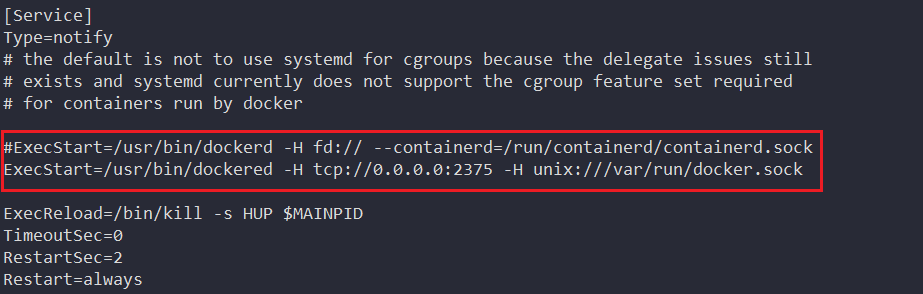 [Service]
Type=notify
# the default is not to use systemd for cgroups because the delegate issues still
# exists and systemd currently does not support the cgroup feature set required
# for containers run by docker
#ExecStart=/usr/bin/dockerd -H fd:// --containerd=/run/containerd/containerd.sock
ExecStart=/usr/bin/dockered -H tcp://0.0.0.0:2375 -H unix:///var/run/docker.sock
ExecReload=/bin/kill -s HUP $MAINPID
TimeoutSec=0
RestartSec=2
Restart=always